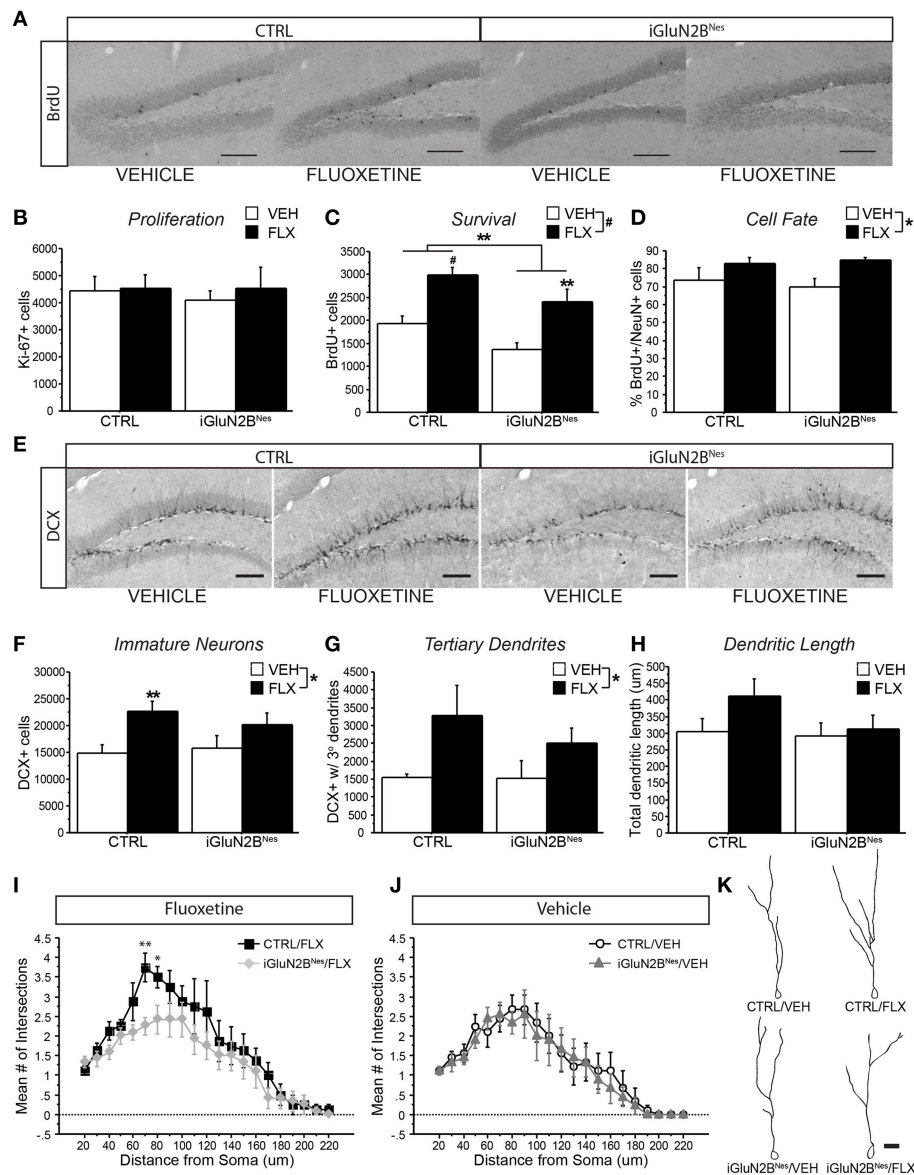 A
CTRL
iGluN2B^Nes
BrdU
VEHICLE
FLUOXETINE
B
Proliferation
VEH
FLX
Ki-67+ cells
6000
5000
4000
3000
2000
1000
0
CTRL
iGluN2B^Nes
C
Survival
VEH
FLX
#
**
#
**
BrdU+ cells
3500
3000
2500
2000
1500
1000
500
0
CTRL
iGluN2B^Nes
D
Cell Fate
VEH
FLX
*
% BrdU+/NeuN+ cells
90
80
70
60
50
40
30
20
10
0
CTRL
iGluN2B^Nes
E
CTRL
iGluN2B^Nes
DCX
VEHICLE
FLUOXETINE
VEHICLE
FLUOXETINE
F
Immature Neurons
VEH
FLX
*
**
DCX+ cells
25000
20000
15000
10000
5000
0
CTRL
iGluN2B^Nes
G
Tertiary Dendrites
VEH
FLX
*
DCX+ w/ 3° dendrites
4500
4000
3500
3000
2500
2000
1500
1000
500
0
CTRL
iGluN2B^Nes
H
Dendritic Length
VEH
FLX
Total dendritic length (um)
500
450
400
350
300
250
200
150
100
50
0
CTRL
iGluN2B^Nes
I
Fluoxetine
CTRL/FLX
iGluN2B^Nes/FLX
**
*
Mean # of Intersections
4.5
4
3.5
3
2.5
2
1.5
1
.5
0
-.5
20 40 60 80 100 120 140 160 180 200 220
Distance from Soma (um)
J
Vehicle
CTRL/VEH
iGluN2B^Nes/VEH
Mean # of Intersections
4.5
4
3.5
3
2.5
2
1.5
1
.5
0
-.5
20 40 60 80 100 120 140 160 180 200 220
Distance from Soma (um)
K
CTRL/VEH
CTRL/FLX
iGluN2B^Nes/VEH
iGluN2B^Nes/FLX